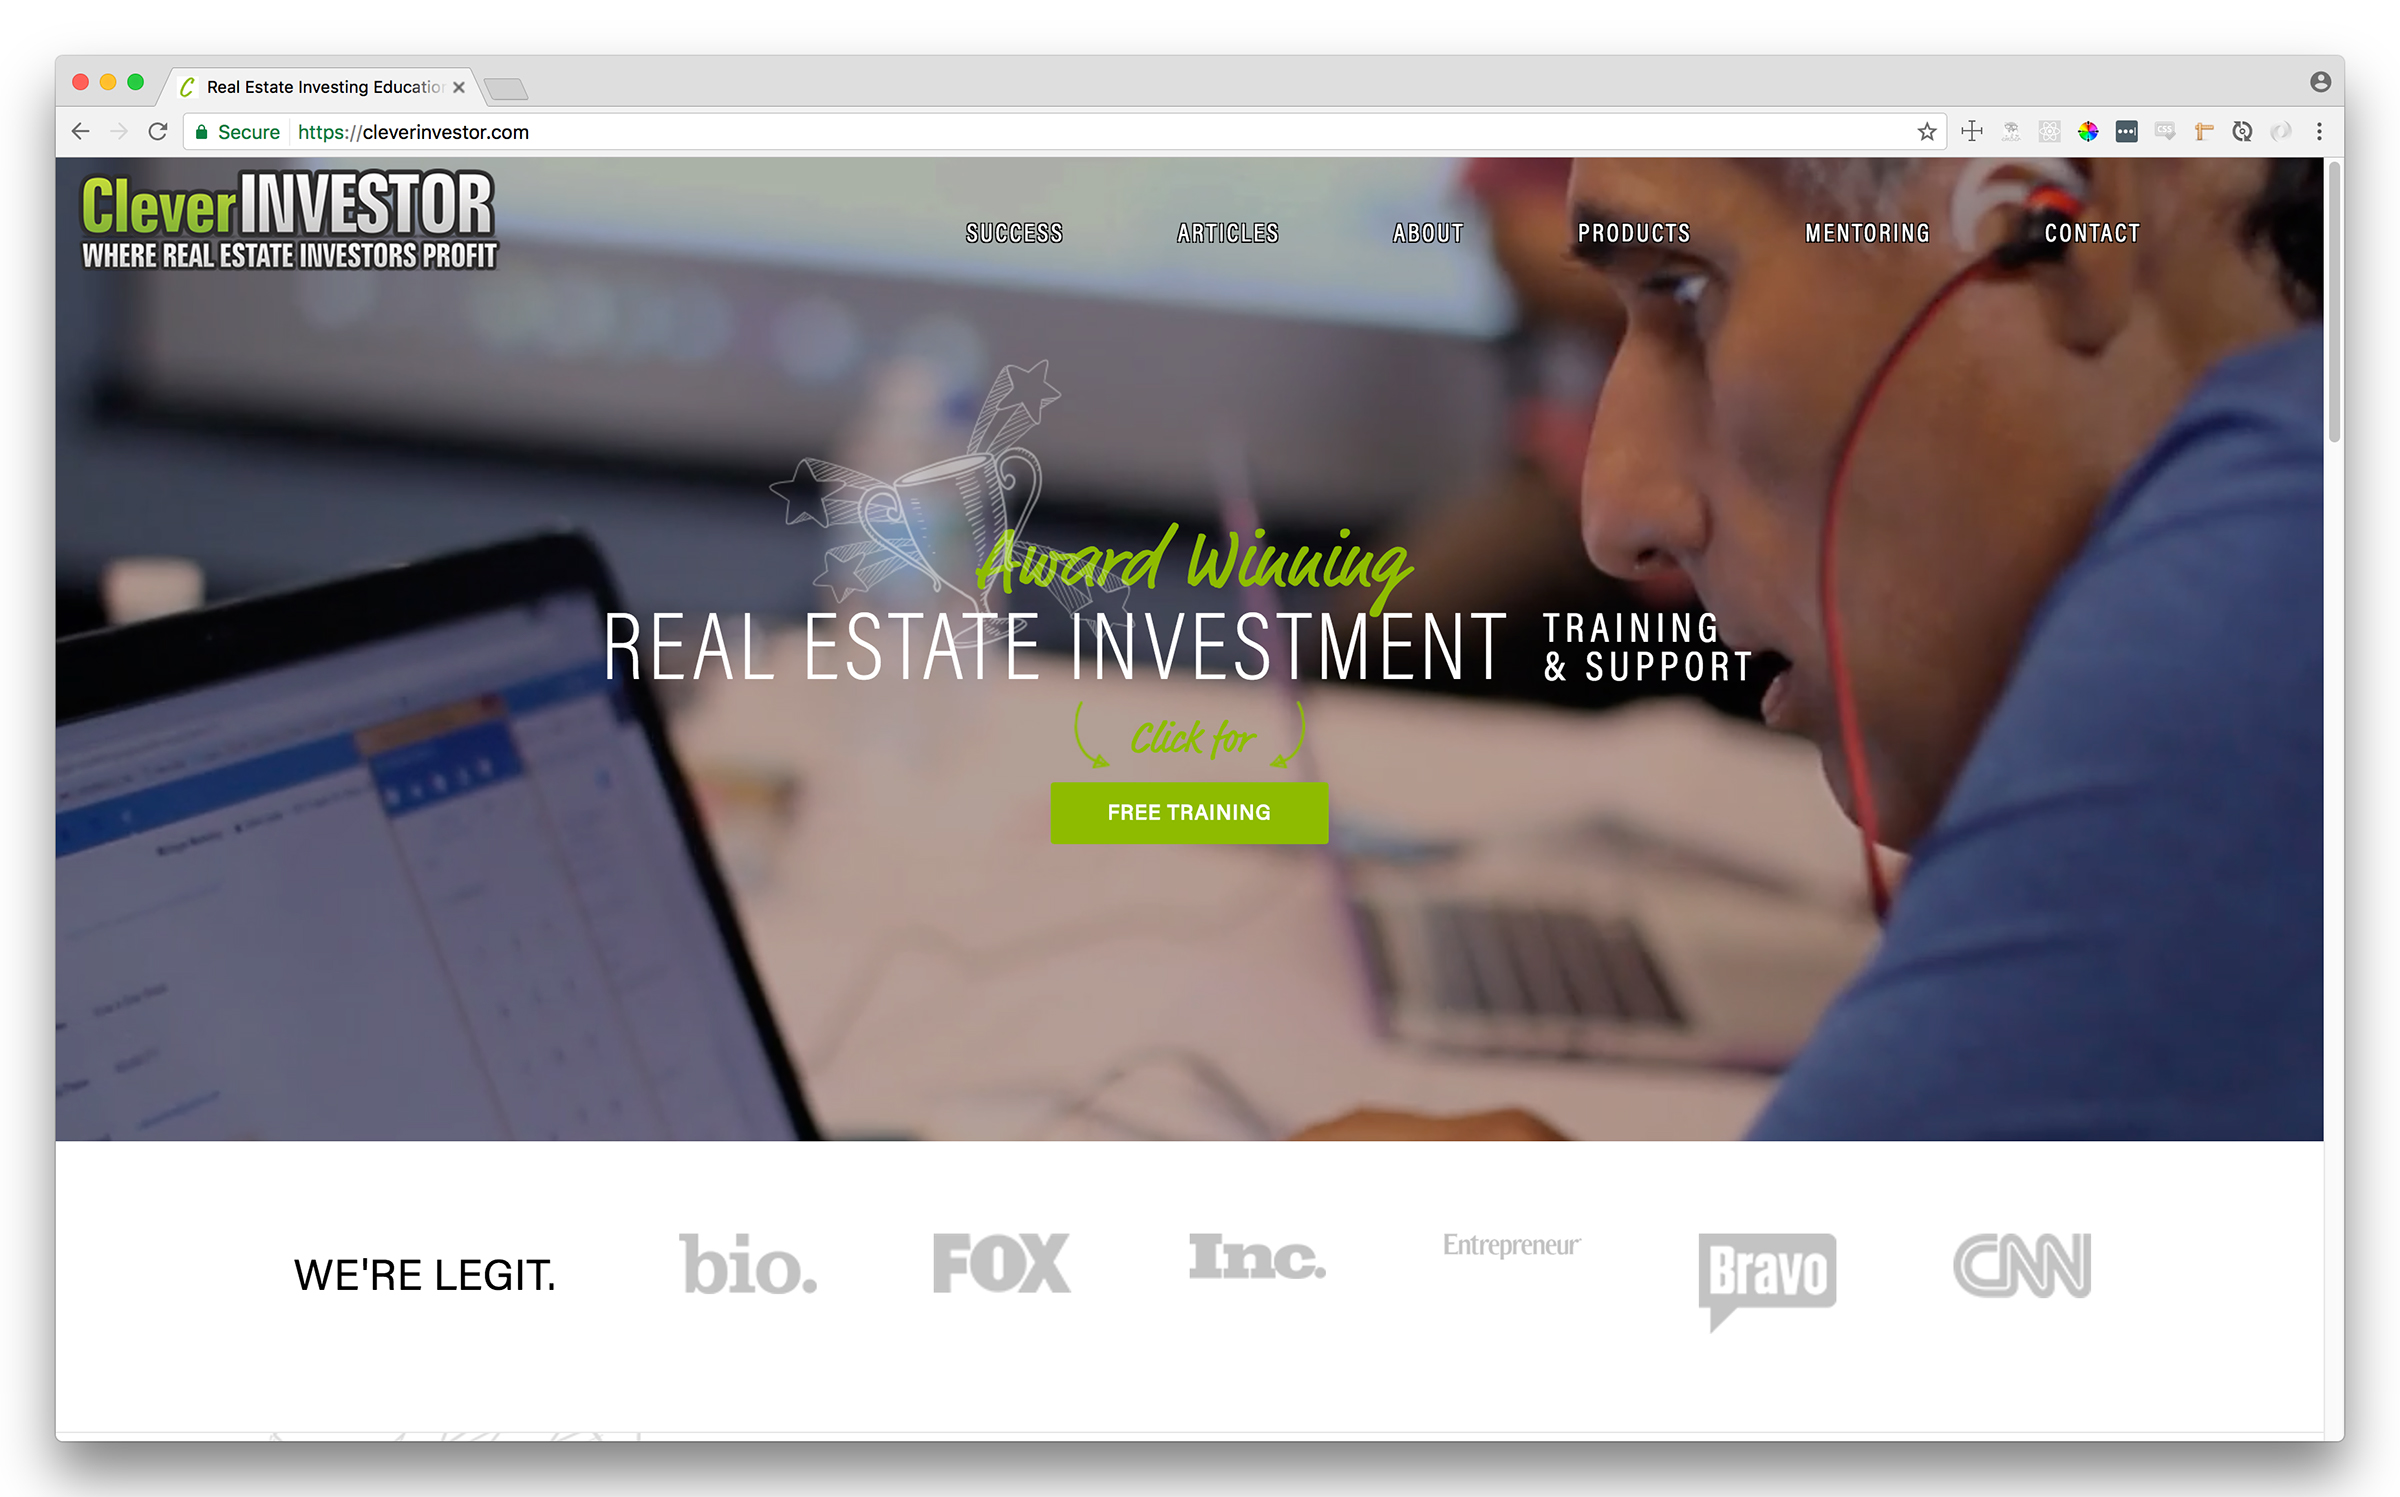 Real Estate Investing Education
Secure
https://cleverinvestor.com
CSS
CleverINVESTOR
WHERE REAL ESTATE INVESTORS PROFIT
SUCCESS
ARTICLES
ABOUT
PRODUCTS
MENTORING
CONTACT
Award Winning
REAL ESTATE INVESTMENT
TRAINING
& SUPPORT
Click for
FREE TRAINING
WE'RE LEGIT.
bio.
FOX
Inc.
Entrepreneur
Bravo
CNN